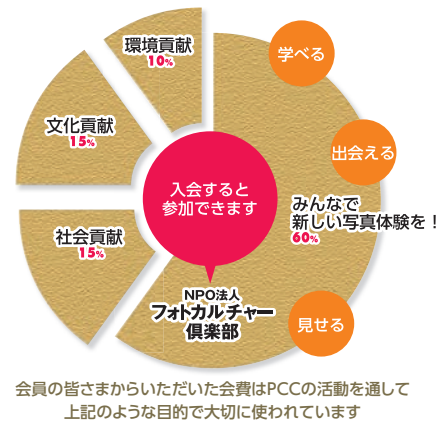 環境貢献
10%
学べる
文化貢献
15%
出会える
入会すると
参加できます
みんなで
新しい写真体験を！
60%
社会貢献
15%
NPO法人
フォトカルチャー
倶楽部
見せる
会員の皆さまからいただいた会費はPCCの活動を通して
上記のような目的で大切に使われています